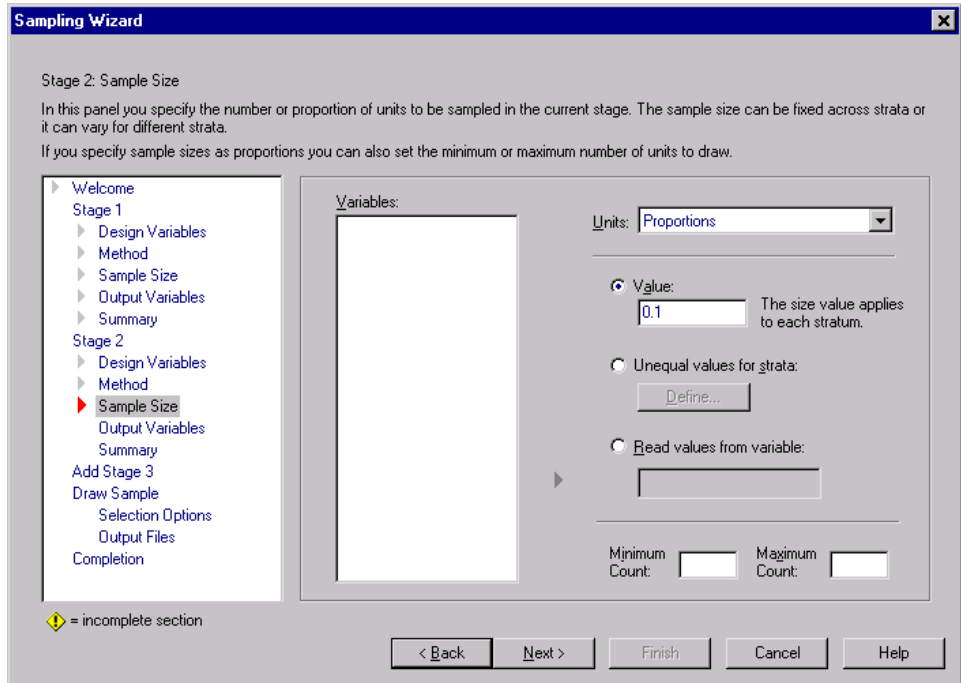 Sampling Wizard
Stage 2: Sample Size
In this panel you specify the number or proportion of units to be sampled in the current stage. The sample size can be fixed across strata or
it can vary for different strata.
If you specify sample sizes as proportions you can also set the minimum or maximum number of units to draw.
Welcome
Stage 1
Design Variables
Method
Sample Size
Output Variables
Summary
Stage 2
Design Variables
Method
Sample Size
Output Variables
Summary
Add Stage 3
Draw Sample
Selection Options
Output Files
Completion
= incomplete section
Variables:
Units: Proportions
Value:
0.1
The size value applies
to each stratum.
Unequal values for strata:
Define...
Read values from variable:
Minimum
Count:
Maximum
Count:
< Back
Next >
Finish
Cancel
Help